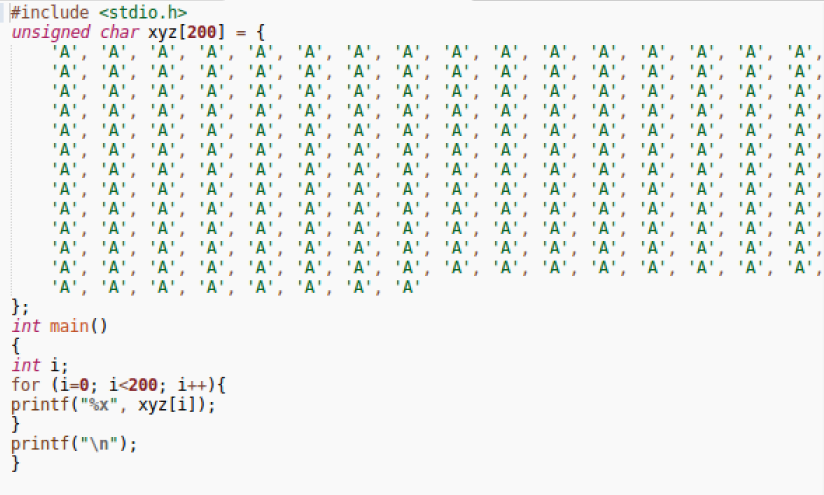 #include <stdio.h>
unsigned char xyz[200] = {
'A', 'A', 'A', 'A', 'A', 'A', 'A', 'A', 'A', 'A', 'A', 'A', 'A', 'A', 'A', 'A',
'A', 'A', 'A', 'A', 'A', 'A', 'A', 'A', 'A', 'A', 'A', 'A', 'A', 'A', 'A', 'A',
'A', 'A', 'A', 'A', 'A', 'A', 'A', 'A', 'A', 'A', 'A', 'A', 'A', 'A', 'A', 'A',
'A', 'A', 'A', 'A', 'A', 'A', 'A', 'A', 'A', 'A', 'A', 'A', 'A', 'A', 'A', 'A',
'A', 'A', 'A', 'A', 'A', 'A', 'A', 'A', 'A', 'A', 'A', 'A', 'A', 'A', 'A', 'A',
'A', 'A', 'A', 'A', 'A', 'A', 'A', 'A', 'A', 'A', 'A', 'A', 'A', 'A', 'A', 'A',
'A', 'A', 'A', 'A', 'A', 'A', 'A', 'A', 'A', 'A', 'A', 'A', 'A', 'A', 'A', 'A',
'A', 'A', 'A', 'A', 'A', 'A', 'A', 'A', 'A', 'A', 'A', 'A', 'A', 'A', 'A', 'A',
'A', 'A', 'A', 'A', 'A', 'A', 'A', 'A', 'A', 'A', 'A', 'A', 'A', 'A', 'A', 'A',
'A', 'A', 'A', 'A', 'A', 'A', 'A', 'A', 'A', 'A', 'A', 'A', 'A', 'A', 'A', 'A',
'A', 'A', 'A', 'A', 'A', 'A', 'A', 'A', 'A', 'A', 'A', 'A', 'A', 'A', 'A', 'A',
'A', 'A', 'A', 'A', 'A', 'A', 'A', 'A', 'A', 'A', 'A', 'A', 'A', 'A', 'A', 'A',
'A', 'A', 'A', 'A', 'A', 'A', 'A', 'A'
};
int main()
{
int i;
for (i=0; i<200; i++){
printf("%x", xyz[i]);
}
printf("\n");
}